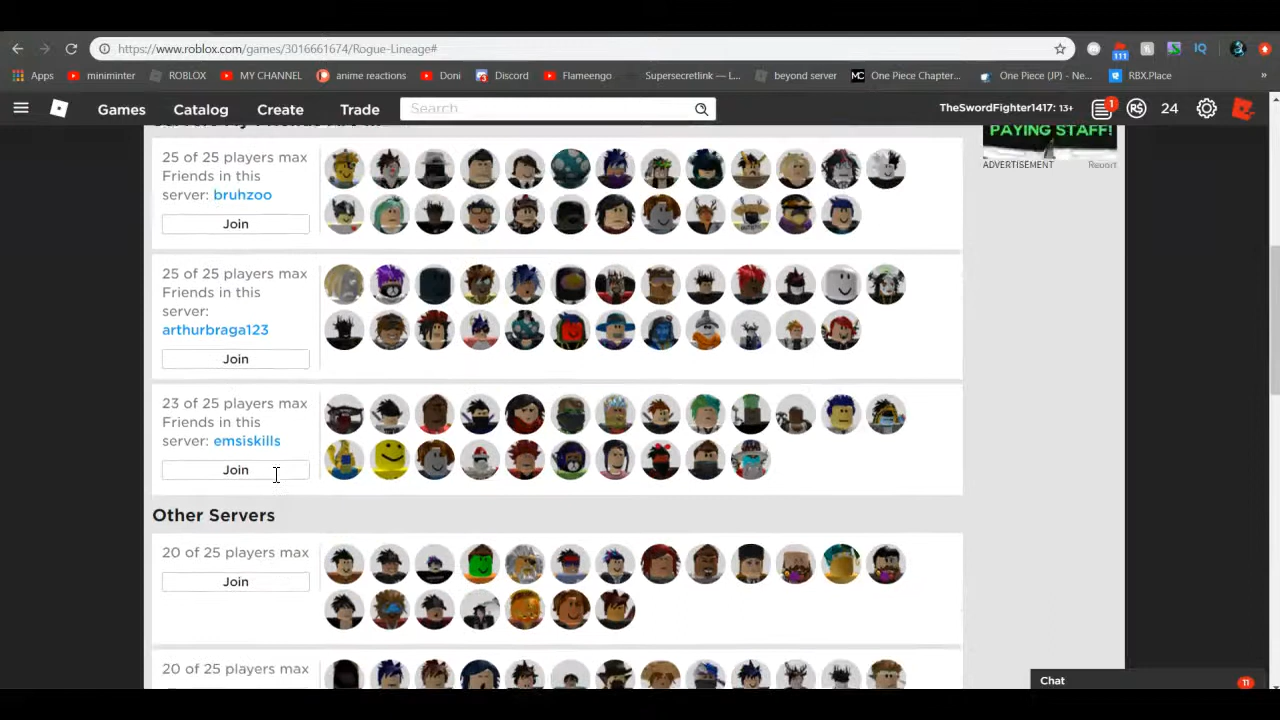 https://www.roblox.com/games/3016661674/Rogue-Lineage#
111
IQ
Apps miniminter ROBLOX MY CHANNEL anime reactions Doni Discord Flameengo Supersecretlink — L... beyond server MC One Piece Chapter... One Piece (JP) - Ne... RBX.Place »
Games Catalog Create Trade Search TheSwordFighter1417: 13+ 1 24
PAYING STAFF!
ADVERTISEMENT Report
25 of 25 players max
Friends in this
server: bruhzoo
Join
25 of 25 players max
Friends in this
server:
arthurbraga123
Join
23 of 25 players max
Friends in this
server: emsiskills
Join
Other Servers
20 of 25 players max
Join
20 of 25 players max
Chat 11